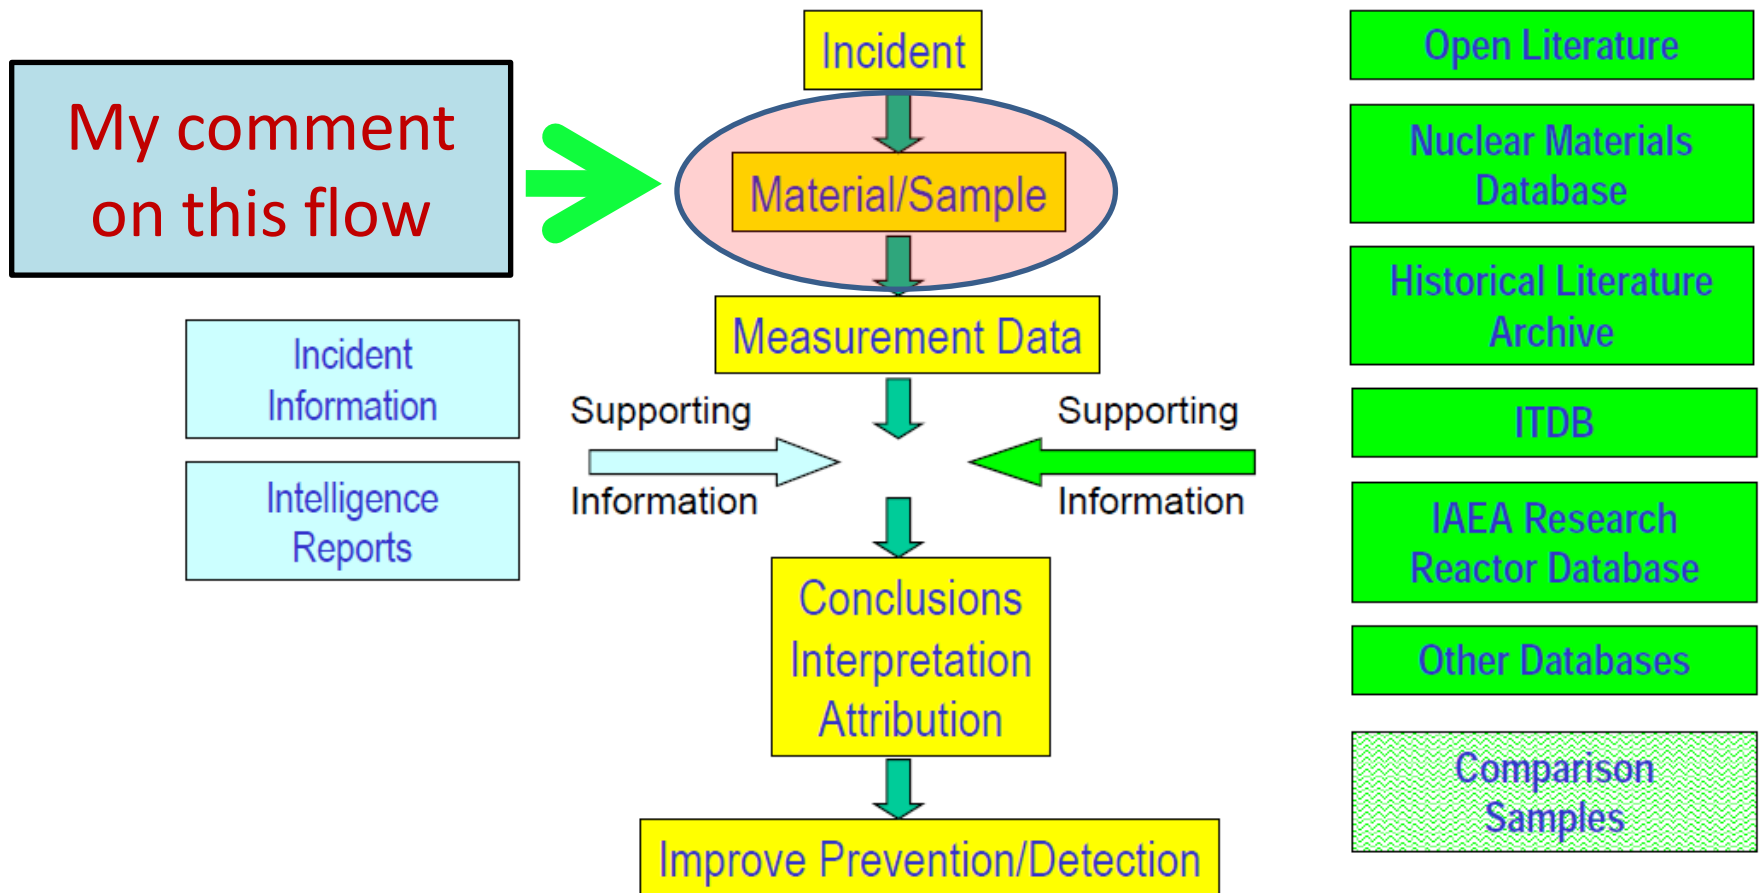 Incident
My comment
on this flow
Material/Sample
Measurement Data
Incident
Information
Intelligence
Reports
Supporting
Information
Supporting
Information
Conclusions
Interpretation
Attribution
Improve Prevention/Detection
Open Literature
Nuclear Materials
Database
Historical Literature
Archive
ITDB
IAEA Research
Reactor Database
Other Databases
Comparison
Samples